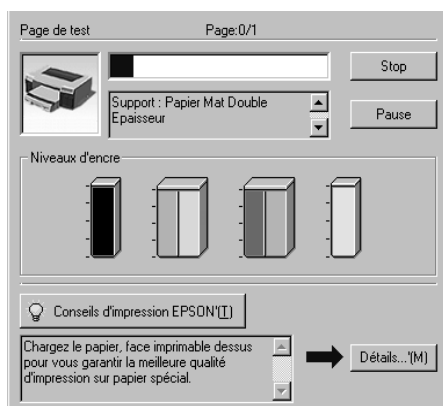 Page de test Page:0/1
Stop
Support : Papier Mat Double
Epaisseur
Pause
Niveaux d'encre
Conseils d'impression EPSON'(T)
Chargez le papier, face imprimable dessus
pour vous garantir la meilleure qualité
d'impression sur papier spécial.
Détails...'(M)